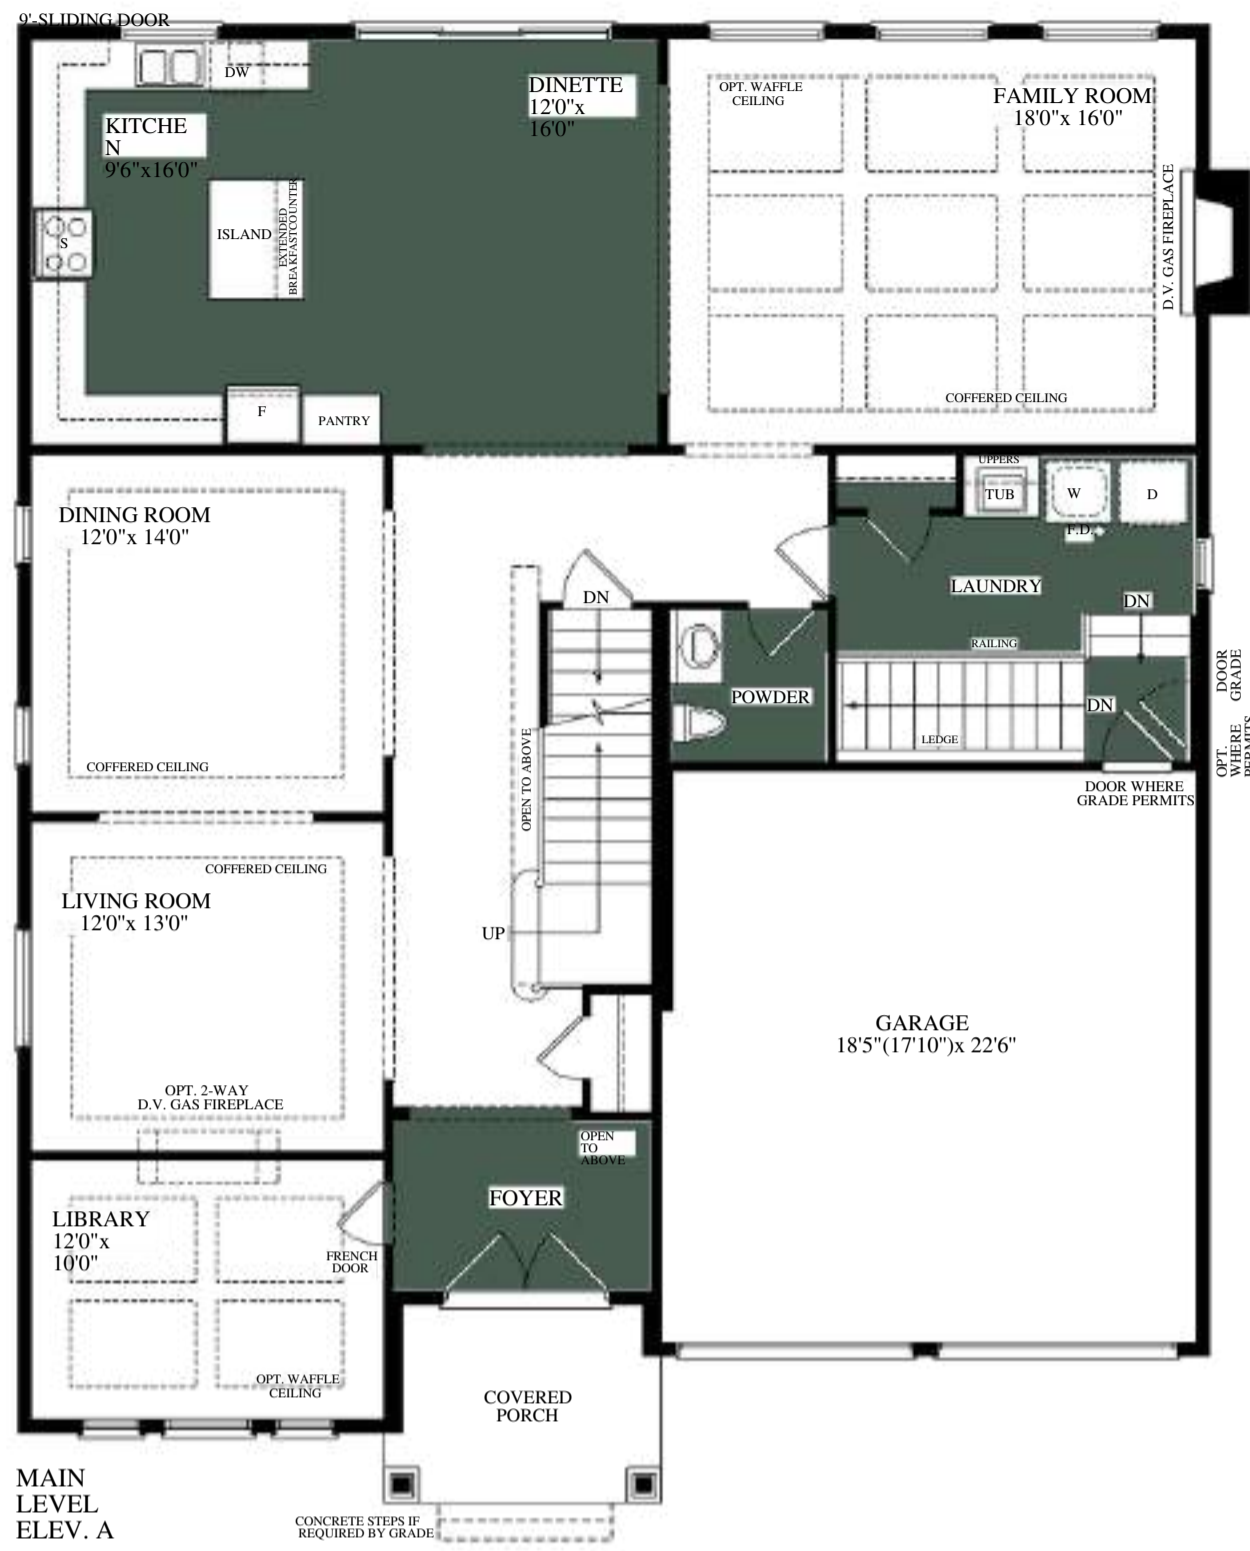 9'-SLIDING DOOR
DW
KITCHE
N
9'6"x16'0"
DINETTE
12'0"x
16'0"
OPT. WAFFLE
CEILING
FAMILY ROOM
18'0"x 16'0"
D.V. GAS FIREPLACE
S
ISLAND
EXTENDED
BREAKFASTCOUNTER
F
PANTRY
COFFERED CEILING
DINING ROOM
12'0"x 14'0"
COFFERED CEILING
UPPERS
TUB
W
D
F.D.
LAUNDRY
DN
DN
RAILING
POWDER
DN
LEDGE
DOOR
GRADE
OPT.
WHERE
PERMITS
DOOR WHERE
GRADE PERMITS
OPEN TO ABOVE
COFFERED CEILING
LIVING ROOM
12'0"x 13'0"
UP
GARAGE
18'5"(17'10")x 22'6"
OPT. 2-WAY
D.V. GAS FIREPLACE
OPEN
TO
ABOVE
FOYER
LIBRARY
12'0"x
10'0"
FRENCH
DOOR
OPT. WAFFLE
CEILING
COVERED
PORCH
MAIN
LEVEL
ELEV. A
CONCRETE STEPS IF
REQUIRED BY GRADE